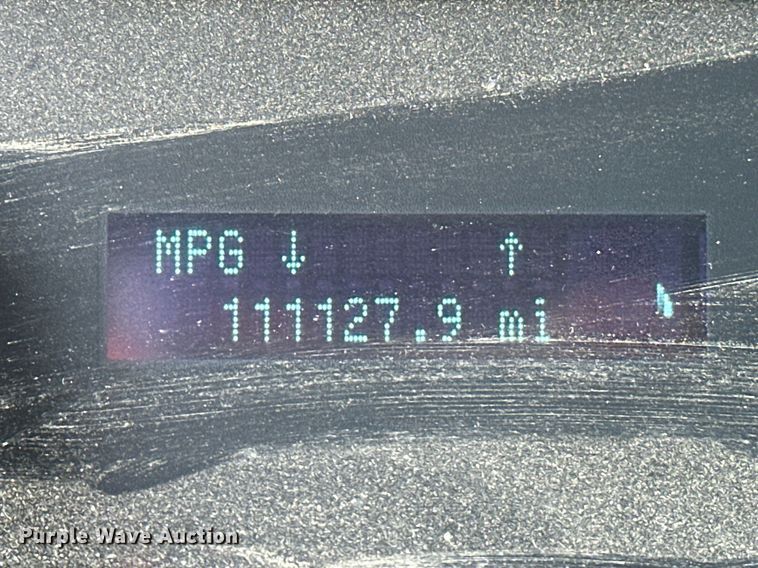 MPG ↓ ↑
111127.9 mi
Purple Wave Auction